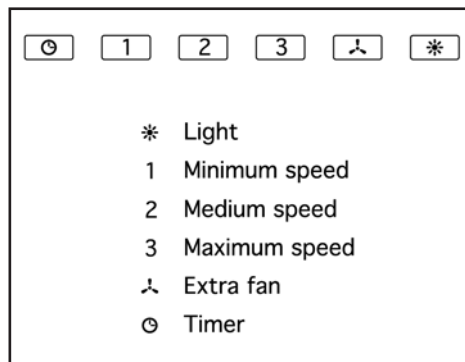 1 2 3
Light
1 Minimum speed
2 Medium speed
3 Maximum speed
Extra fan
Timer